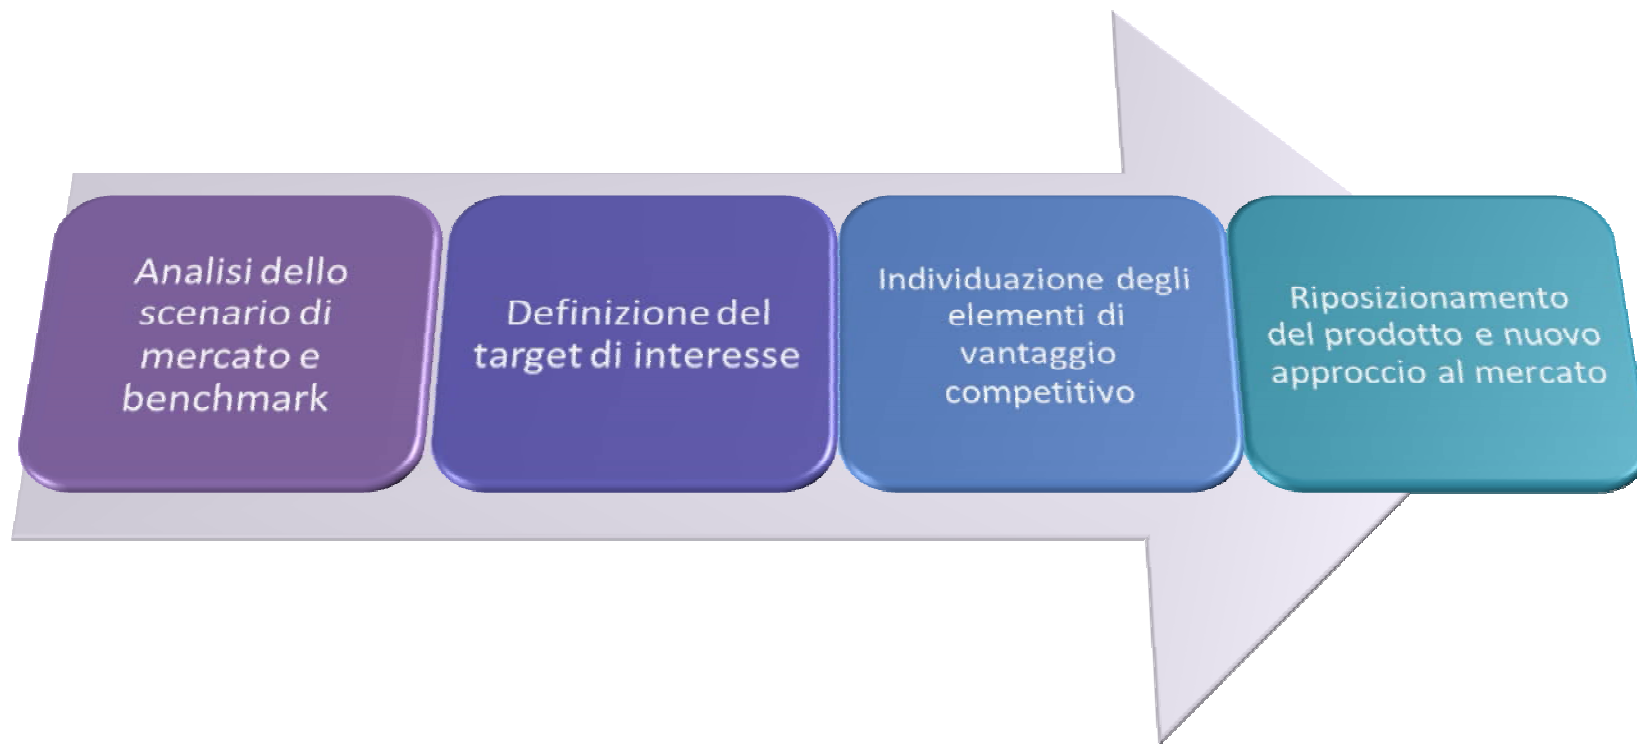 Analisi dello
scenario di
mercato e
benchmark
Definizione del
target di interesse
Individuazione degli
elementi di
vantaggio
competitivo
Riposizionamento
del prodotto e nuovo
approccio al mercato